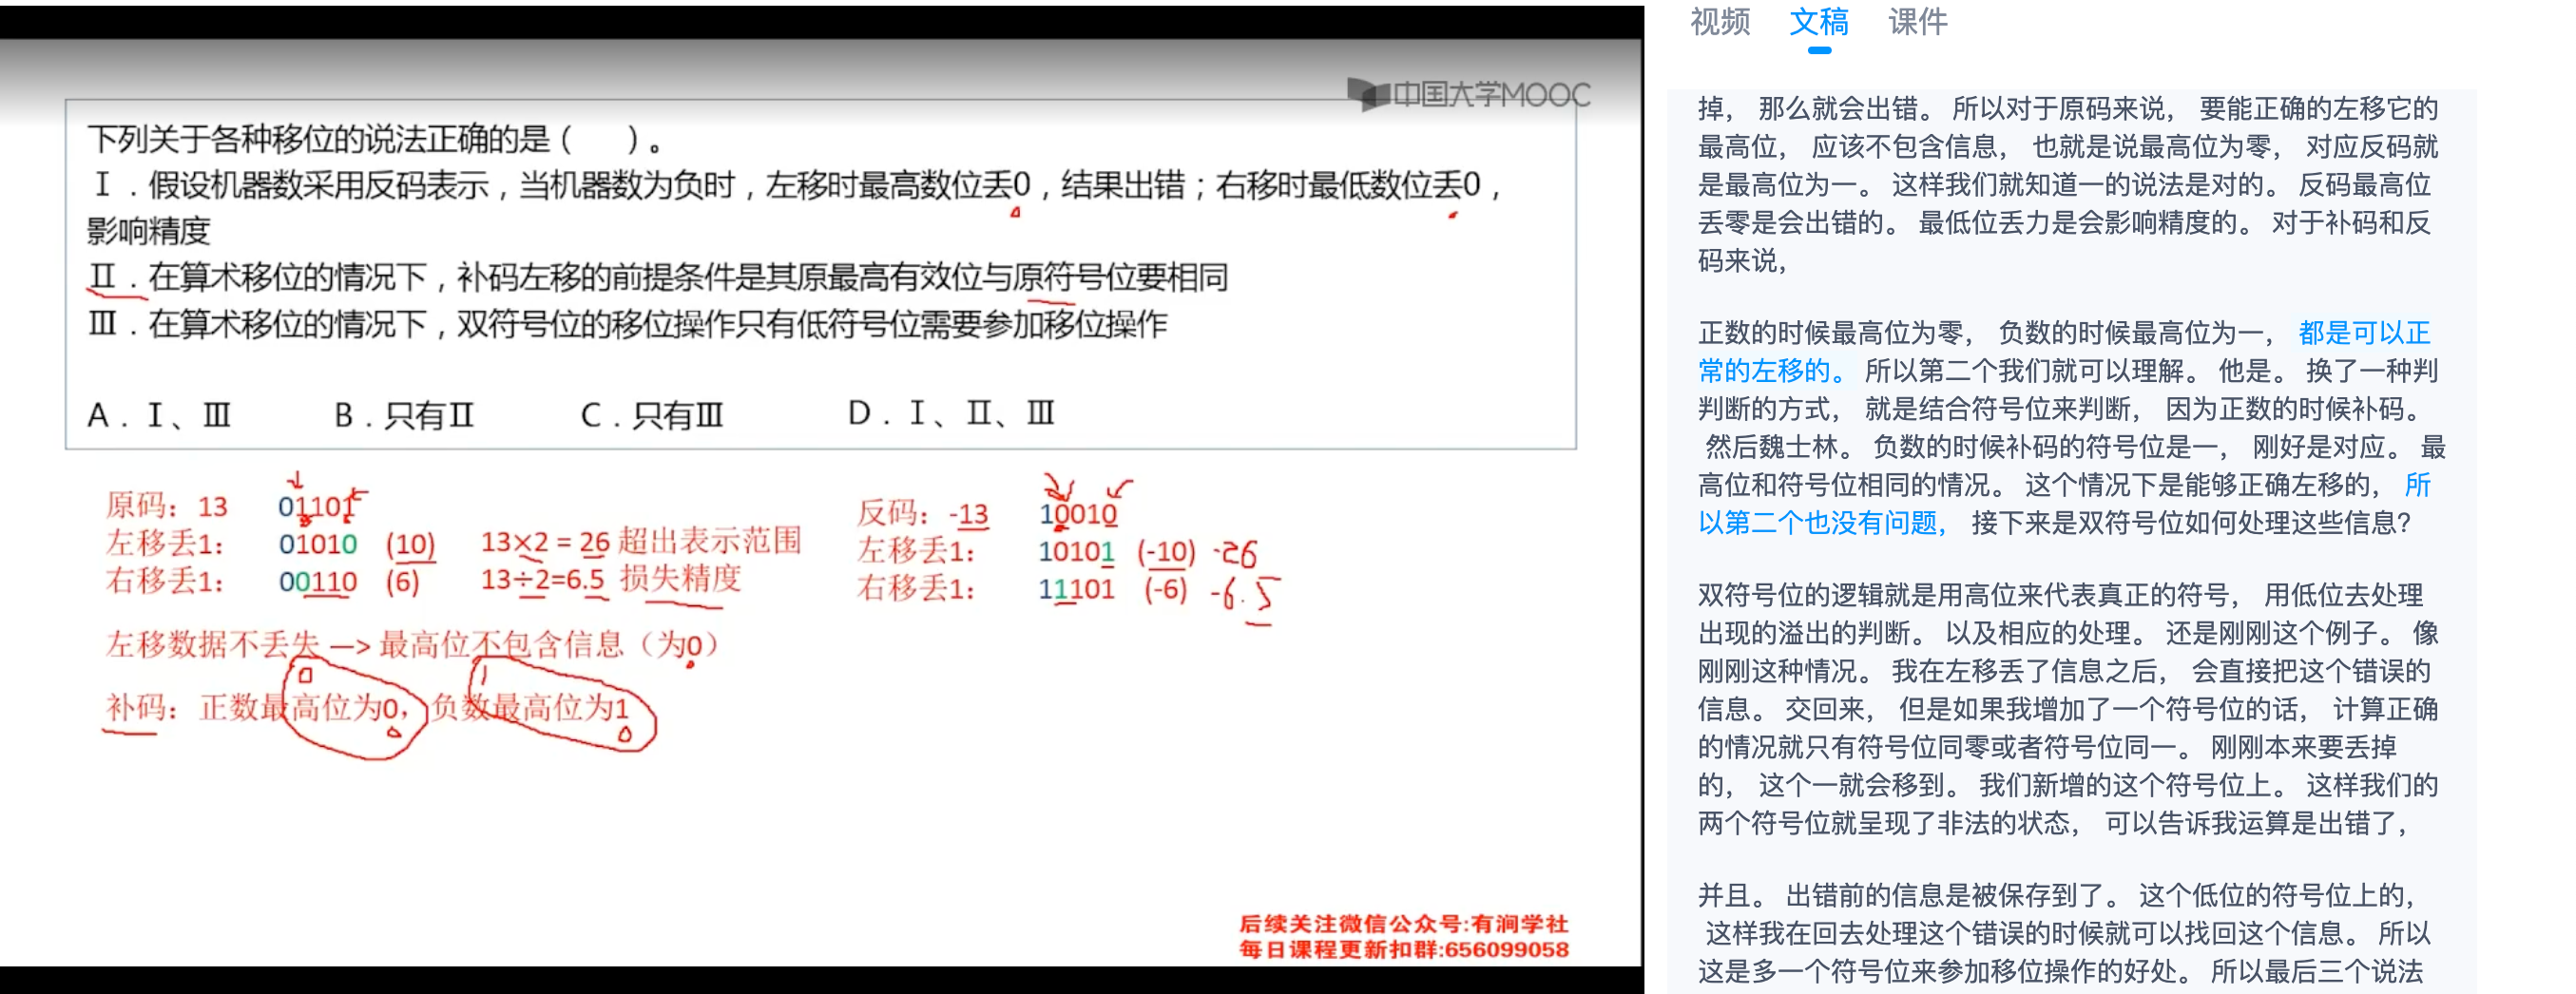 中国大学MOOC
下列关于各种移位的说法正确的是（　　）。
Ⅰ．假设机器数采用反码表示，当机器数为负时，左移时最高数位丢0，结果出错；右移时最低数位丢0，
影响精度
Ⅱ．在算术移位的情况下，补码左移的前提条件是其原最高有效位与原符号位要相同
Ⅲ．在算术移位的情况下，双符号位的移位操作只有低符号位需要参加移位操作
A．Ⅰ、Ⅲ　　B．只有Ⅱ　　C．只有Ⅲ　　D．Ⅰ、Ⅱ、Ⅲ
原码：13 01101
左移丢1： 01010 (10) 13×2 = 26 超出表示范围
右移丢1： 00110 (6) 13÷2=6.5 损失精度
左移数据不丢失 —> 最高位不包含信息（为0）
0 1
补码：正数最高位为0，负数最高位为1
反码：-13 10010
左移丢1： 10101 (-10) -26
右移丢1： 11101 (-6) -6.5
后续关注微信公众号:有涧学社
每日课程更新扣群:656099058
视频 文稿 课件
掉， 那么就会出错。 所以对于原码来说， 要能正确的左移它的
最高位， 应该不包含信息， 也就是说最高位为零， 对应反码就
是最高位为一。 这样我们就知道一的说法是对的。 反码最高位
丢零是会出错的。 最低位丢力是会影响精度的。 对于补码和反
码来说，
正数的时候最高位为零， 负数的时候最高位为一， 都是可以正
常的左移的。 所以第二个我们就可以理解。 他是。 换了一种判
判断的方式， 就是结合符号位来判断， 因为正数的时候补码。
然后魏士林。 负数的时候补码的符号位是一， 刚好是对应。 最
高位和符号位相同的情况。 这个情况下是能够正确左移的， 所
以第二个也没有问题， 接下来是双符号位如何处理这些信息？
双符号位的逻辑就是用高位来代表真正的符号， 用低位去处理
出现的溢出的判断。 以及相应的处理。 还是刚刚这个例子。 像
刚刚这种情况。 我在左移丢了信息之后， 会直接把这个错误的
信息。 交回来， 但是如果我增加了一个符号位的话， 计算正确
的情况就只有符号位同零或者符号位同一。 刚刚本来要丢掉
的， 这个一就会移到。 我们新增的这个符号位上。 这样我们的
两个符号位就呈现了非法的状态， 可以告诉我运算是出错了，
并且。 出错前的信息是被保存到了。 这个低位的符号位上的，
这样我在回去处理这个错误的时候就可以找回这个信息。 所以
这是多一个符号位来参加移位操作的好处。 所以最后三个说法